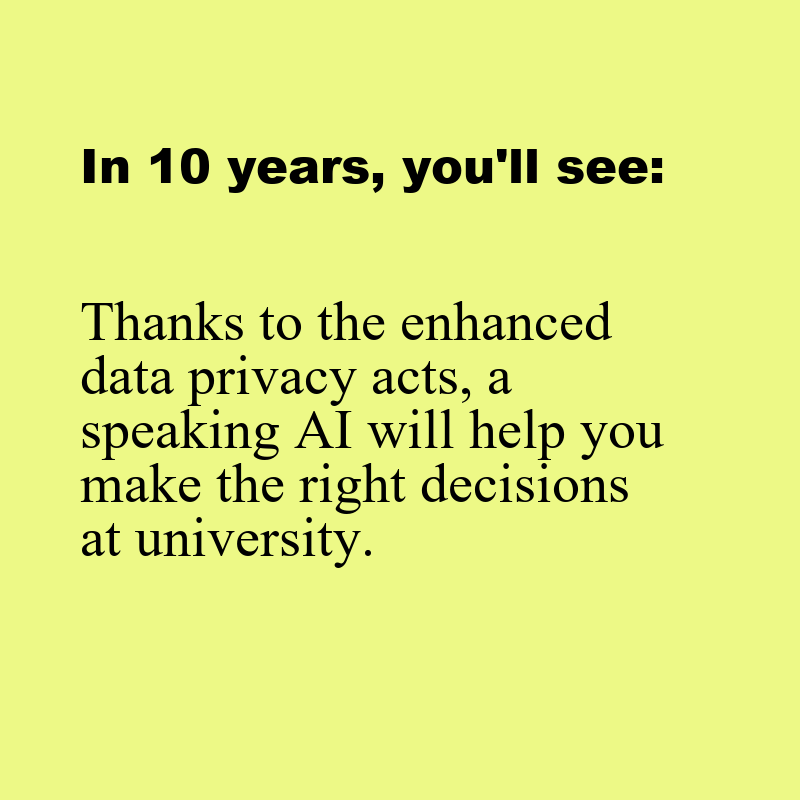 In 10 years, you'll see:
Thanks to the enhanced
data privacy acts, a
speaking AI will help you
make the right decisions
at university.